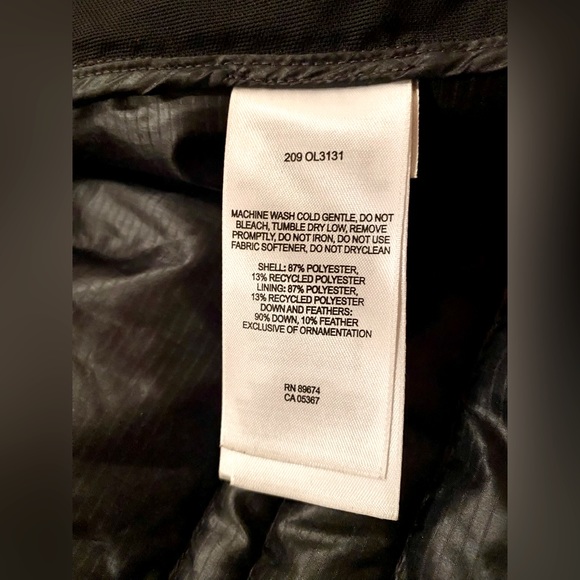 209 OL3131
MACHINE WASH COLD GENTLE, DO NOT
BLEACH, TUMBLE DRY LOW, REMOVE
PROMPTLY, DO NOT IRON, DO NOT USE
FABRIC SOFTENER, DO NOT DRYCLEAN
SHELL: 87% POLYESTER,
13% RECYCLED POLYESTER
LINING: 87% POLYESTER,
13% RECYCLED POLYESTER
DOWN AND FEATHERS:
90% DOWN, 10% FEATHER
EXCLUSIVE OF ORNAMENTATION
RN 89674
CA 05367